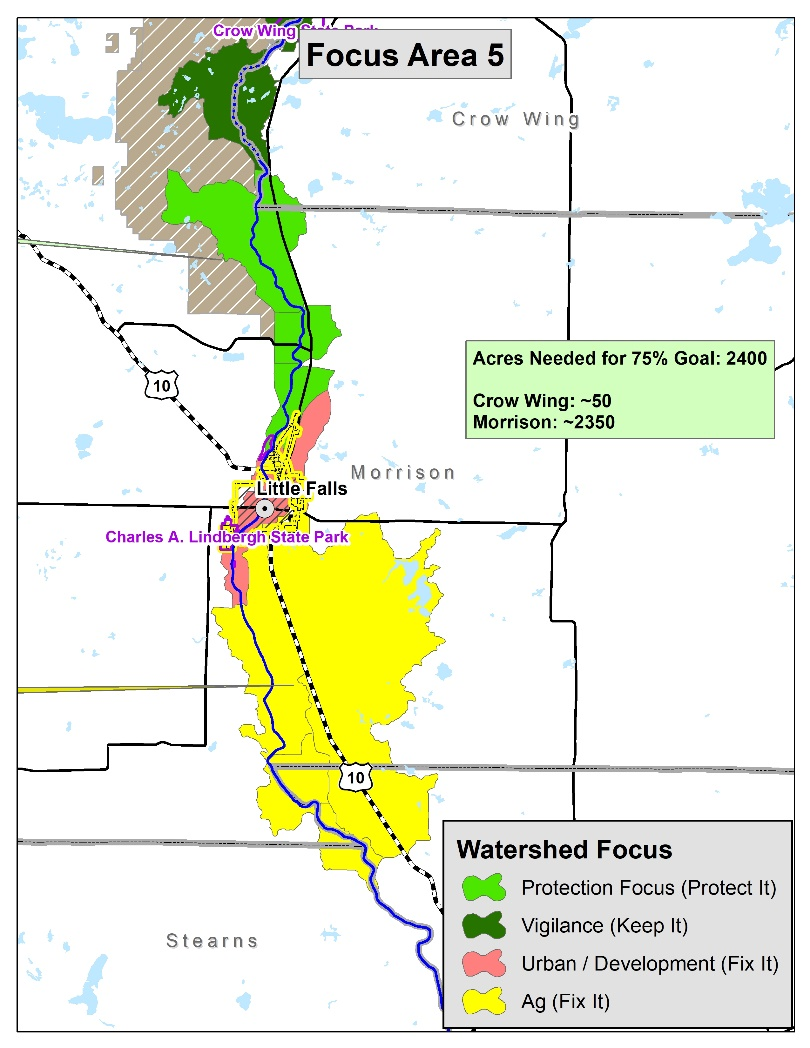 Crow Wing State Park
Focus Area 5
Crow Wing
Acres Needed for 75% Goal: 2400
Crow Wing: ~50
Morrison: ~2350
10
Morrison
Little Falls
Charles A. Lindbergh State Park
10
Stearns
Watershed Focus
Protection Focus (Protect It)
Vigilance (Keep It)
Urban / Development (Fix It)
Ag (Fix It)